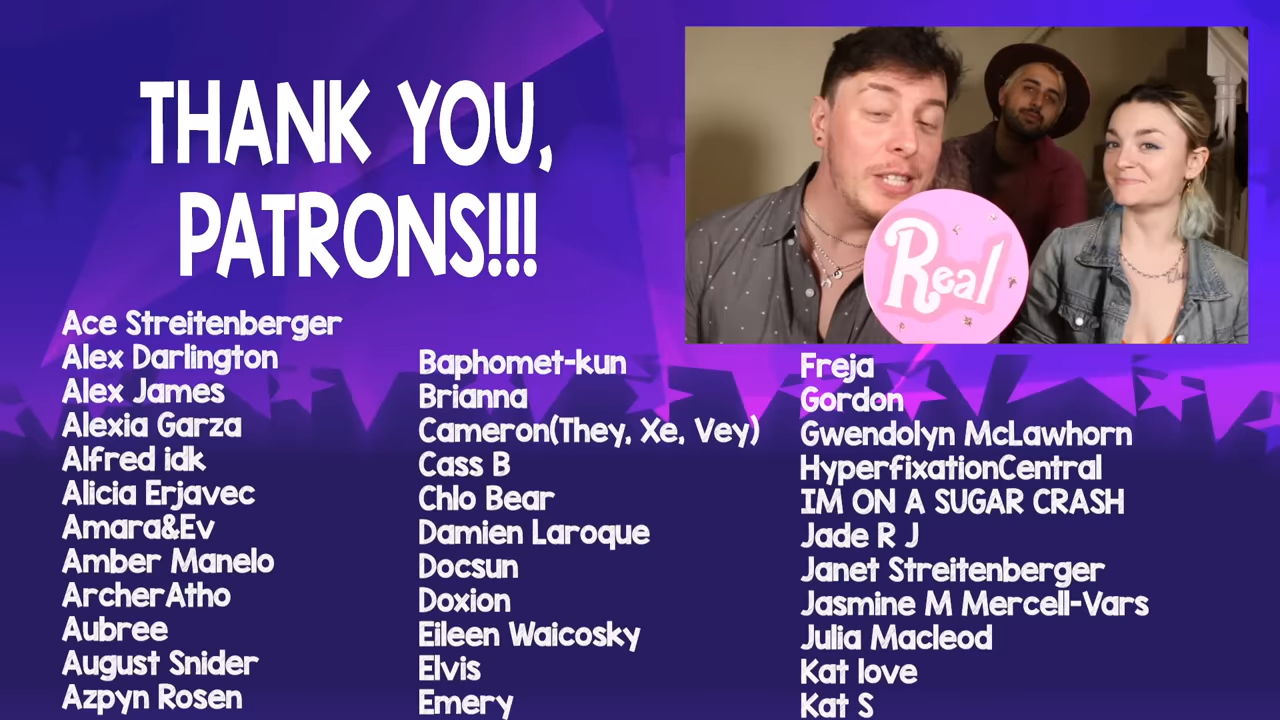 THANK YOU,
PATRONS!!!
Real
Ace Streitenberger
Alex Darlington
Alex James
Alexia Garza
Alfred idk
Alicia Erjavec
Amara&Ev
Amber Manelo
ArcherAtho
Aubree
August Snider
Azpyn Rosen
Baphomet-kun
Brianna
Cameron(They, Xe, Vey)
Cass B
Chlo Bear
Damien Laroque
Docsun
Doxion
Eileen Waicosky
Elvis
Emery
Freja
Gordon
Gwendolyn McLawhorn
HyperfixationCentral
IM ON A SUGAR CRASH
Jade R J
Janet Streitenberger
Jasmine M Mercell-Vars
Julia Macleod
Kat love
Kat S